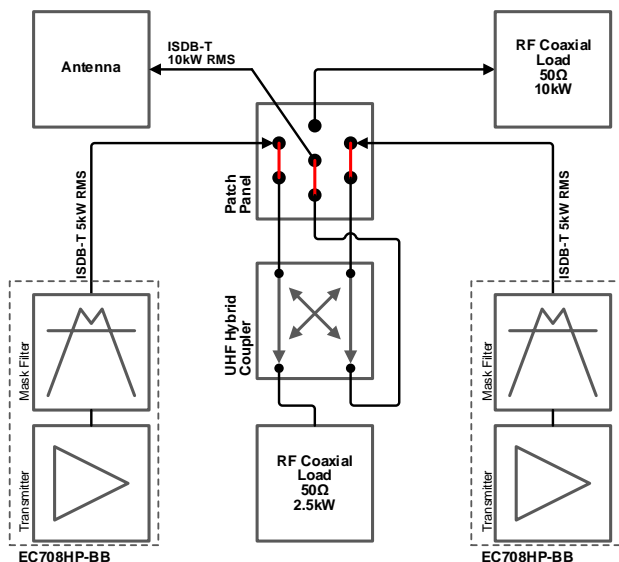 Antenna
ISDB-T
10kW RMS
RF Coaxial
Load
50Ω
10kW
Patch
Panel
ISDB-T 5kW RMS
ISDB-T 5kW RMS
UHF Hybrid
Coupler
Mask Filter
Mask Filter
RF Coaxial
Load
50Ω
2.5kW
Transmitter
Transmitter
EC708HP-BB
EC708HP-BB